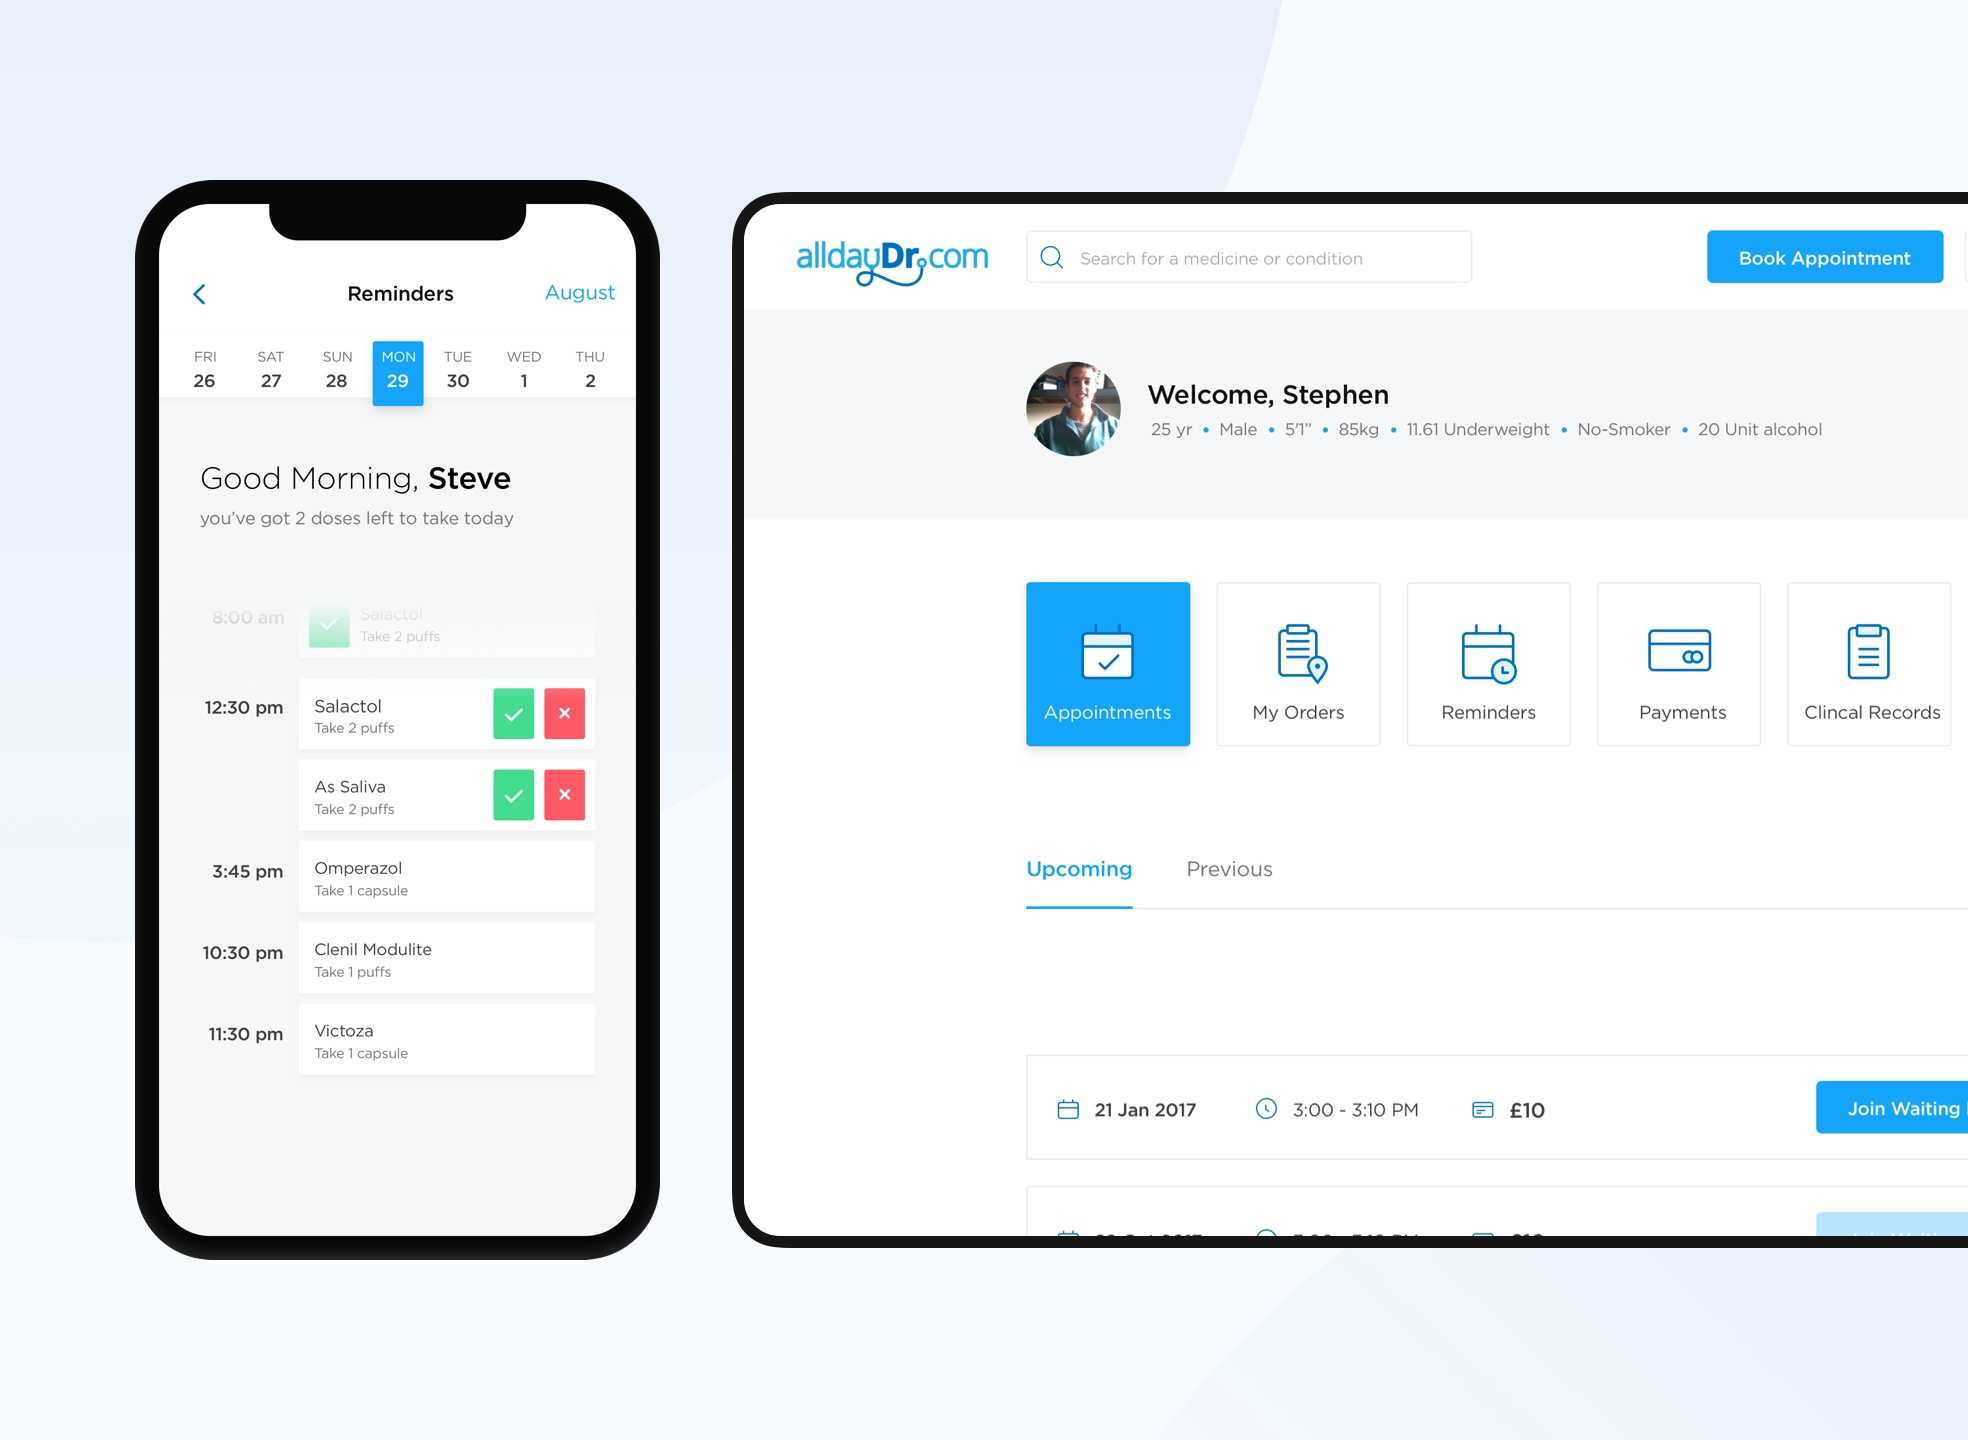 Reminders
August
FRI SAT SUN MON TUE WED THU
26 27 28 29 30 1 2
Good Morning, Steve
you've got 2 doses left to take today
8:00 am
Salactol
Take 2 puffs
12:30 pm
Salactol
Take 2 puffs
As Saliva
Take 2 puffs
3:45 pm
Omperazol
Take 1 capsule
10:30 pm
Clenil Modulite
Take 1 puffs
11:30 pm
Victoza
Take 1 capsule
alldayDr.com
Search for a medicine or condition
Book Appointment
Welcome, Stephen
25 yr • Male • 5'1” • 85kg • 11.61 Underweight • No-Smoker • 20 Unit alcohol
Appointments
My Orders
Reminders
Payments
Clincal Records
Upcoming
Previous
21 Jan 2017
3:00 - 3:10 PM
£10
Join Waiting